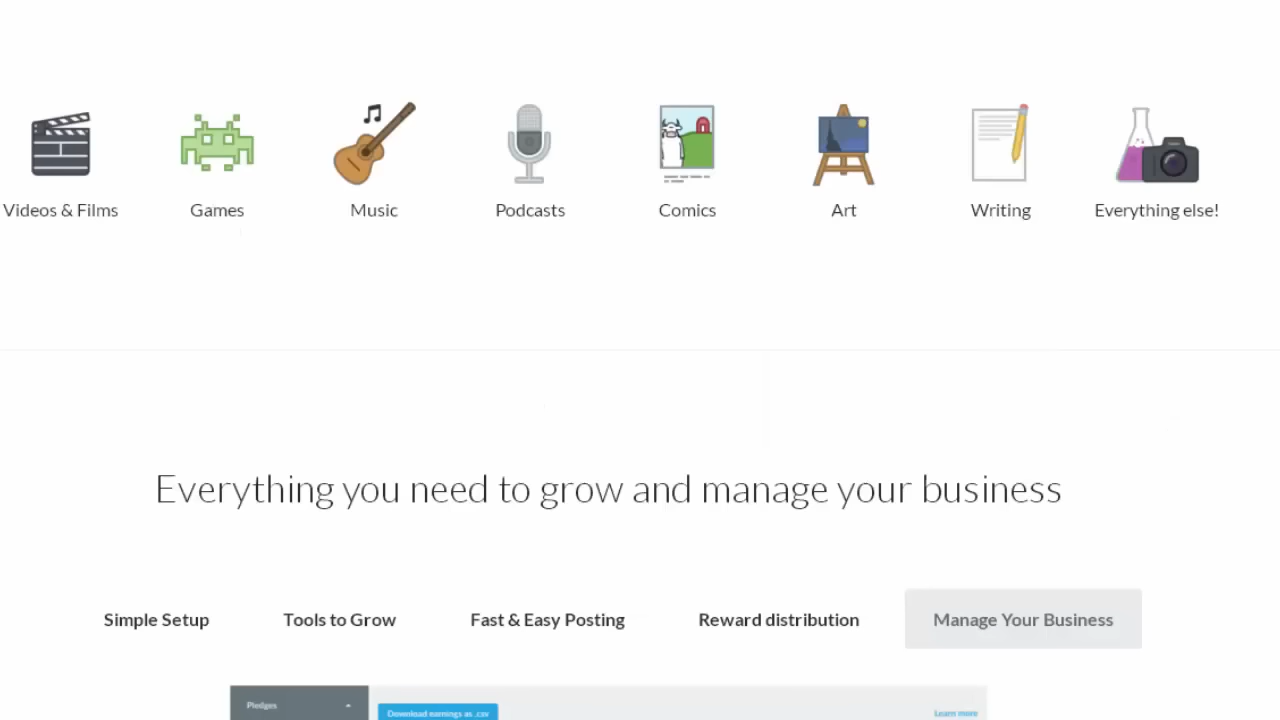 Videos & Films Games Music Podcasts Comics Art Writing Everything else!
Everything you need to grow and manage your business
Simple Setup Tools to Grow Fast & Easy Posting Reward distribution Manage Your Business
Pledges Download earnings as .csv Learn more